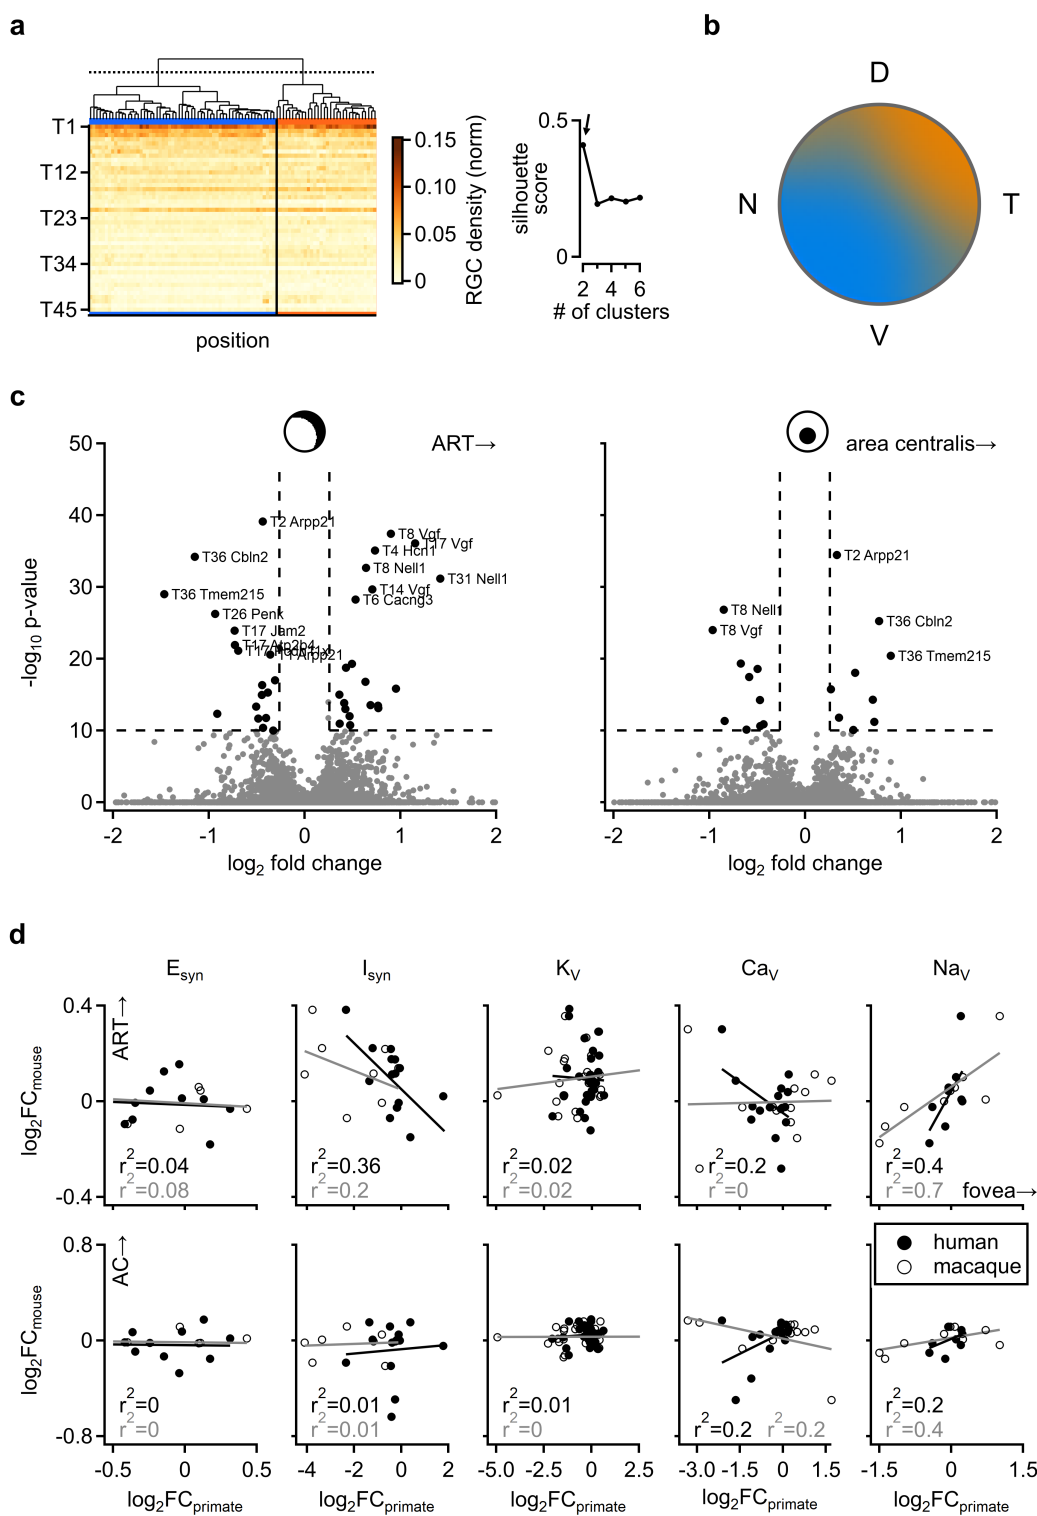 a
T1
T12
T23
T34
T45
position
0.15
0.10
0.05
0
RGC density (norm)
silhouette
score
0.5
0
2 4 6
# of clusters
b
D
N
T
V
c
ART→
50
40
30
20
10
0
-log10 p-value
T2 Arpp21
T36 Cbln2
T36 Tmem215
T26 Penk
T17 Jam2
T17 Atp2b4
T1 Arpp21
T8 Vgf
T17 Vgf
T4 Hcn1
T8 Nell1
T31 Nell1
T14 Vgf
T6 Cacng3
-2 -1 0 1 2
log2 fold change
area centralis→
T2 Arpp21
T8 Nell1
T8 Vgf
T36 Cbln2
T36 Tmem215
-2 -1 0 1 2
log2 fold change
d
Esyn Isyn KV CaV NaV
ART→
log2FCmouse
0.4
0
-0.4
r2=0.04
r2=0.08
r2=0.36
r2=0.2
r2=0.02
r2=0.02
r2=0.2
r2=0
r2=0.4
r2=0.7
fovea→
AC→
log2FCmouse
0.8
0
-0.8
r2=0
r2=0
r2=0.01
r2=0.01
r2=0.01
r2=0
r2=0.2 r2=0.2
r2=0.2
r2=0.4
human
macaque
-0.5 0 0.5
-4 -2 0 2
-5.0 -2.5 0 2.5
-3.0 -1.5 0 1.5
-1.5 0 1.5
log2FCprimate log2FCprimate log2FCprimate log2FCprimate log2FCprimate